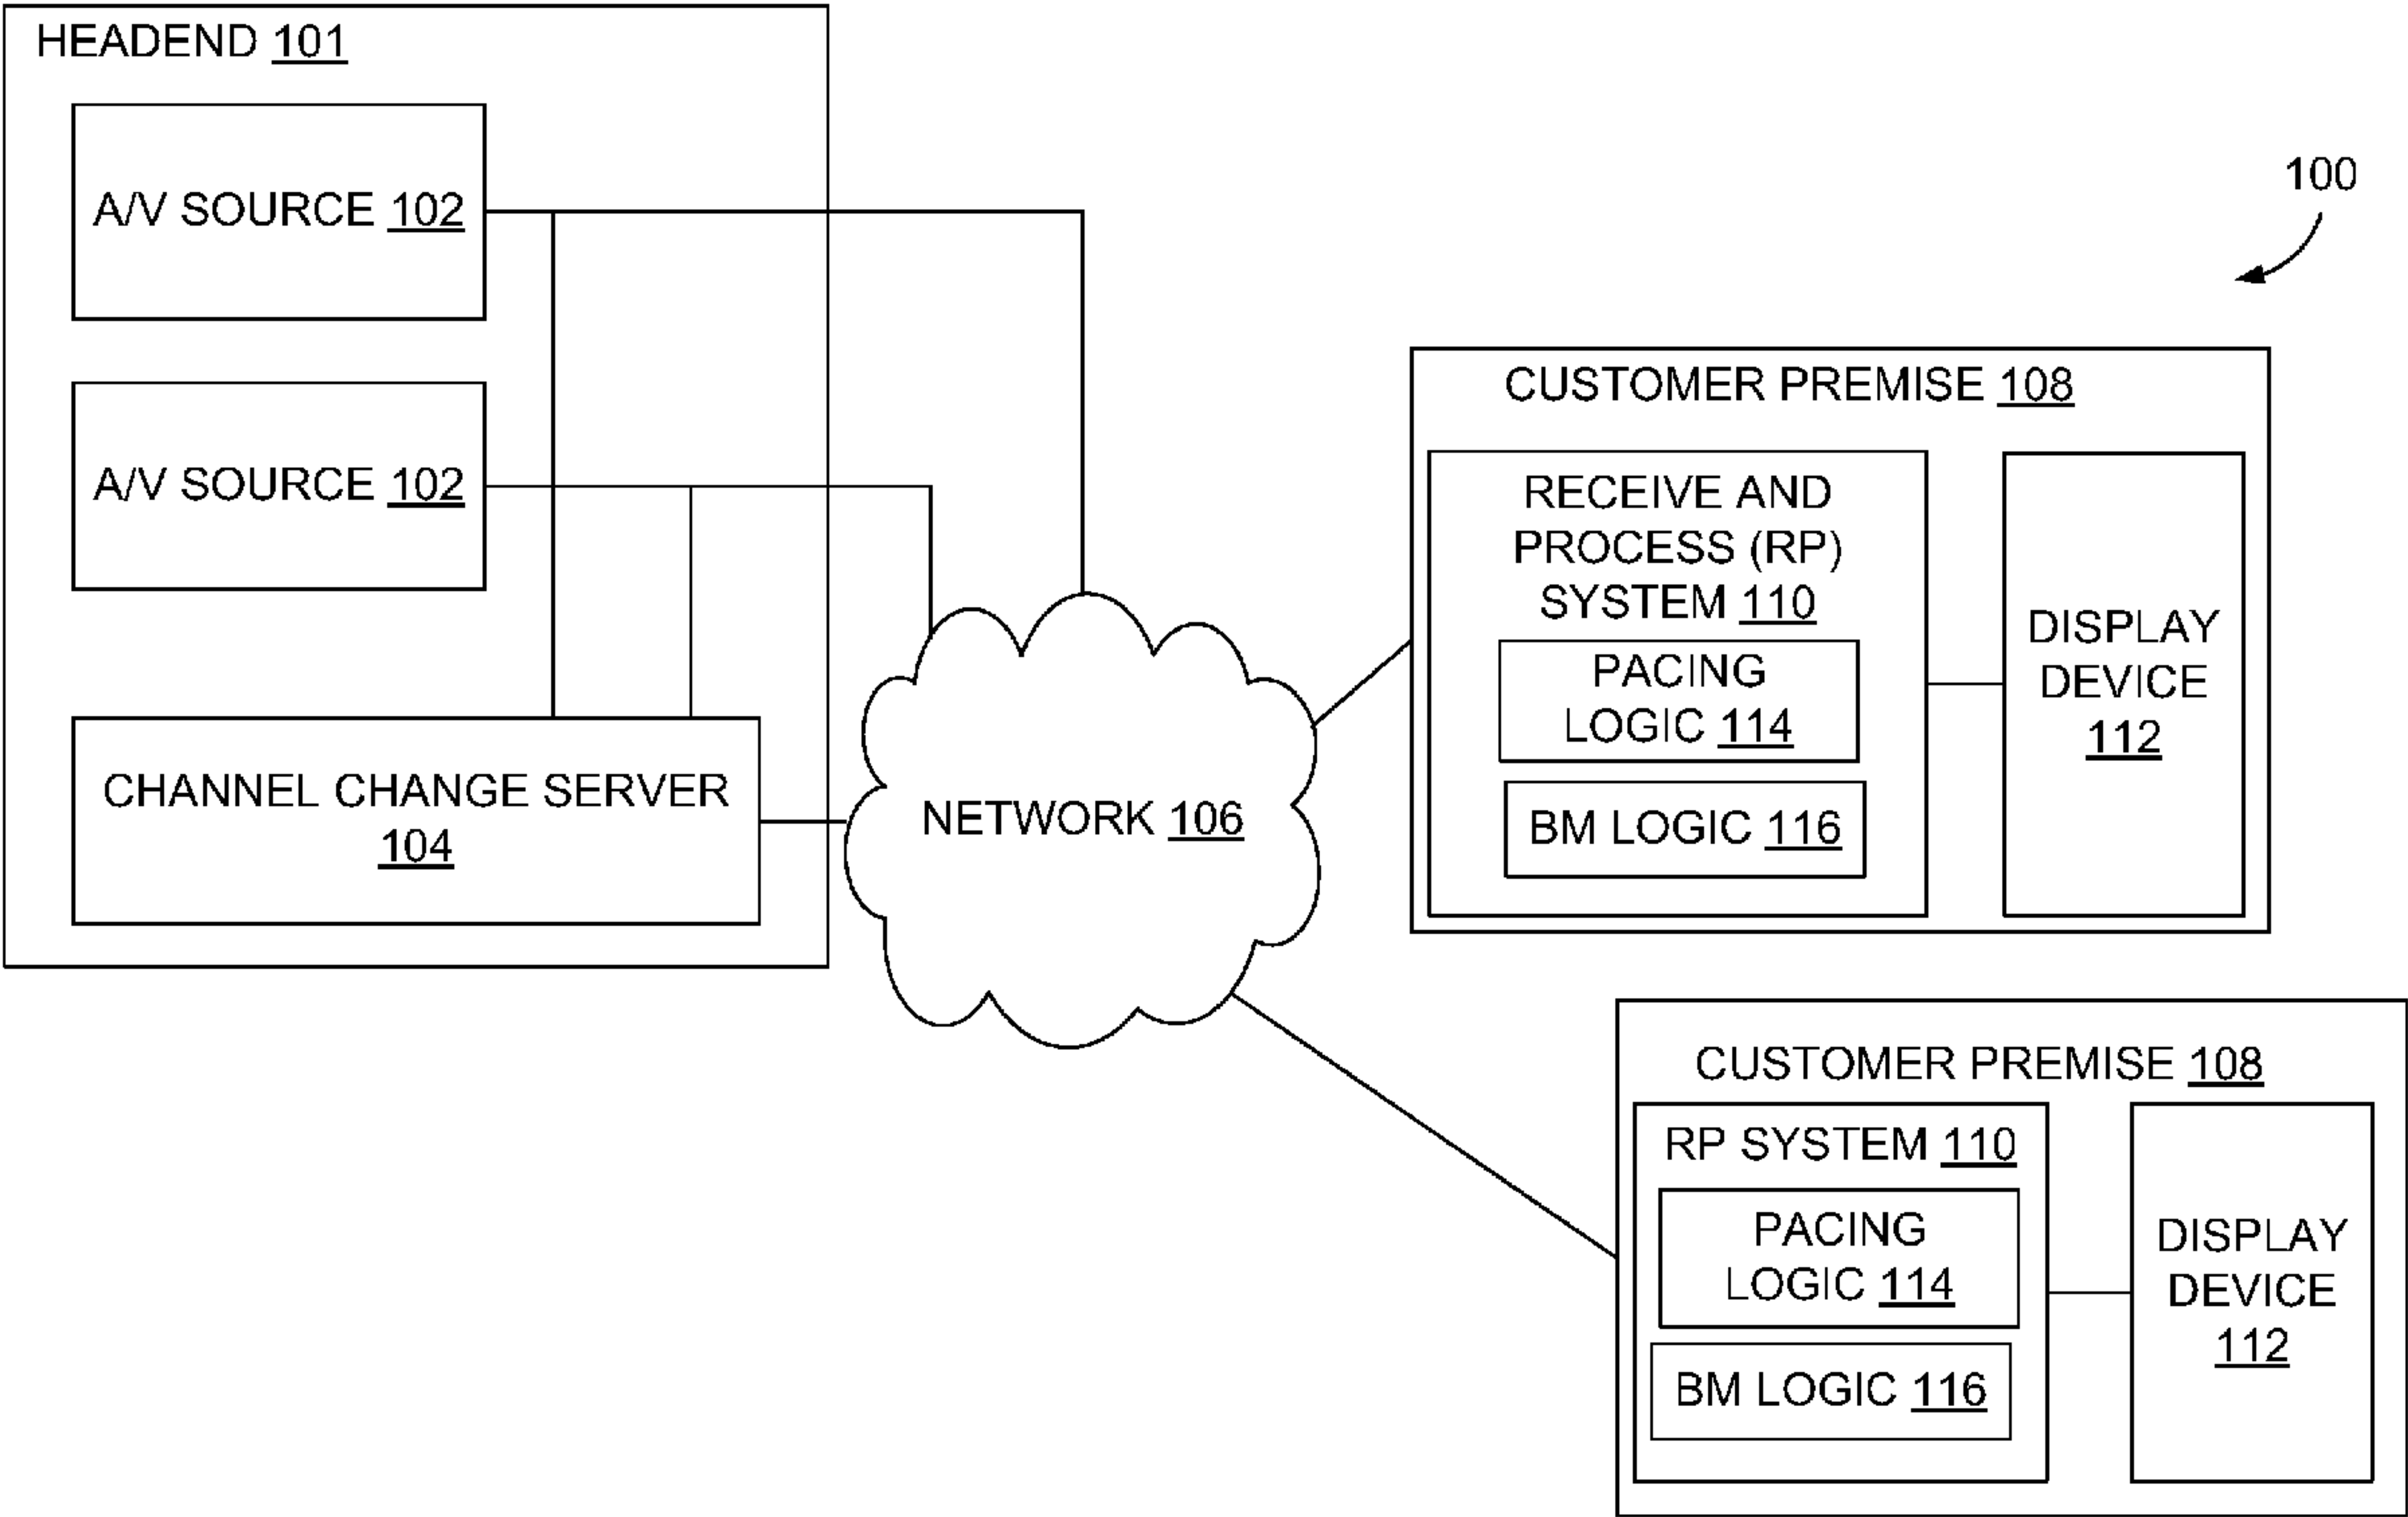 HEADEND 101
A/V SOURCE 102
A/V SOURCE 102
CHANNEL CHANGE SERVER
104
NETWORK 106
100
CUSTOMER PREMISE 108
RECEIVE AND
PROCESS (RP)
SYSTEM 110
PACING
LOGIC 114
BM LOGIC 116
DISPLAY
DEVICE
112
CUSTOMER PREMISE 108
RP SYSTEM 110
PACING
LOGIC 114
BM LOGIC 116
DISPLAY
DEVICE
112